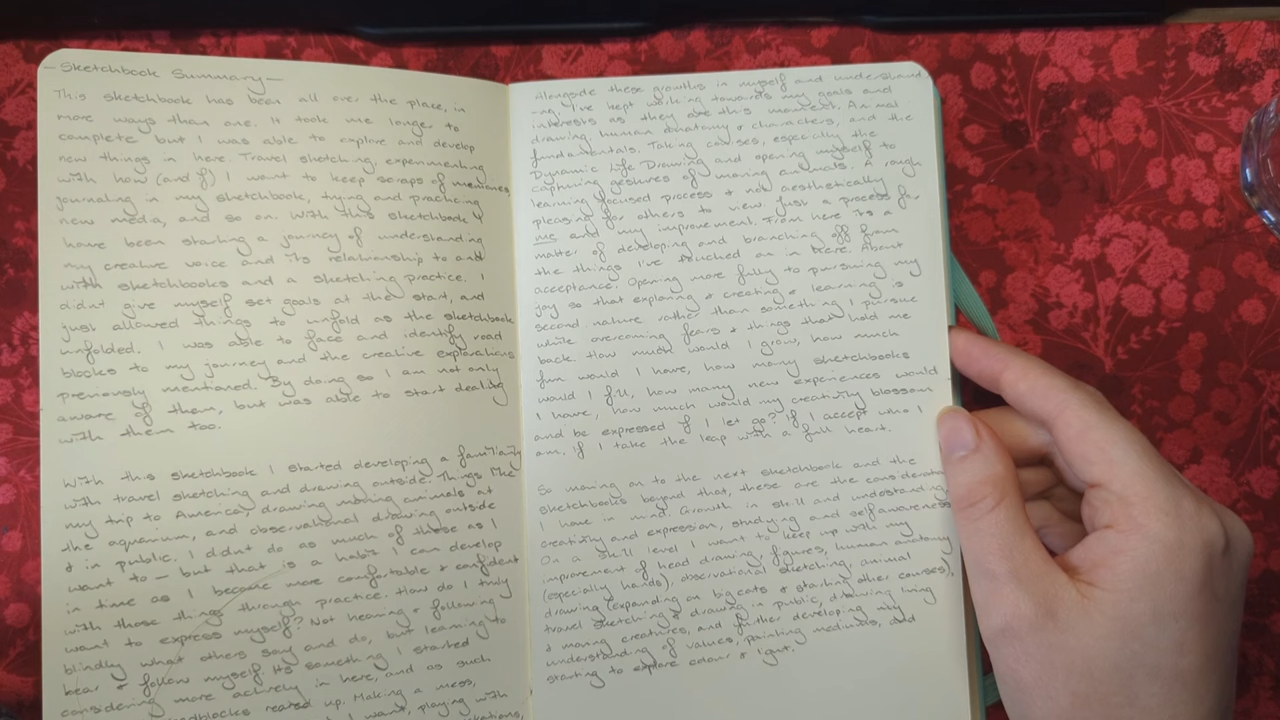 - Sketchbook Summary -
This sketchbook has been all over the place, in
more ways than one. It took me longer to
complete but I was able to explore and develop
new things in here. Travel sketching, experimenting
with how (and if) I want to keep scraps of memories,
journaling in my sketchbook, trying and practicing
new media, and so on. With this sketchbook I
have been starting a journey of understanding
my creative voice and its relationship to and
with sketchbooks and a sketching practice. I
didnt give myself set goals at the start, and
just allowed things to unfold as the sketchbook
unfolded. I was able to face and identify road
blocks to my journey and the creative explorations
previously mentioned. By doing so I am not only
aware of them, but was able to start dealing
with them too.
With this sketchbook I started developing a familiarity
with travel sketching and drawing outside. Things like
my trip to America, drawing moving animals at
the aquarium, and observational drawing outside
& in public. I didnt do as much of these as I
want to - but that is a habit I can develop
in time as I become more comfortable & confident
with those things through practice. How do I truly
want to express myself? Not hearing & following
blindly what others say and do, but learning to
hear & follow myself. Its something I started
considering more actively in here, and as such
roadblocks reared up. Making a mess,
I want, playing with
Alongside these growths in myself and understand
-ing I've kept working towards my goals and
interests as they are this moment. Animal
drawing, human anatomy & characters, and the
fundamentals. Taking courses, especially the
Dynamic Life Drawing and opening myself to
capturing gestures of moving animals. A rough
learning focused process & not aesthetically
pleasing for others to view. Just a process for
me and my improvement. From here its a
matter of developing and branching off from
the things I've touched on in here. About
acceptance. Opening more fully to pursuing my
joy so that exploring & creating & learning is
second nature rather than something I pursue
while overcoming fears & things that hold me
back. How much would I grow, how much
fun would I have, how many sketchbooks
would I fill, how many new experiences would
I have, how much would my creativity blossom
and be expressed if I let go? If I accept who I
am. If I take the leap with a full heart.
So moving on to the next sketchbook and the
sketchbooks beyond that, these are the considerations
I have in mind. Growth in skill and understanding,
creativity and expression, studying and selfawareness.
On a skill level I want to keep up with my
improvement of head drawing, figures, human anatomy
(especially hands), observational sketching, animal
drawing (expanding on big cats & starting other courses),
travel sketching & drawing in public, drawing living
& moving creatures, and further developing my
understanding of values, painting mediums, and
starting to explore colour & light.